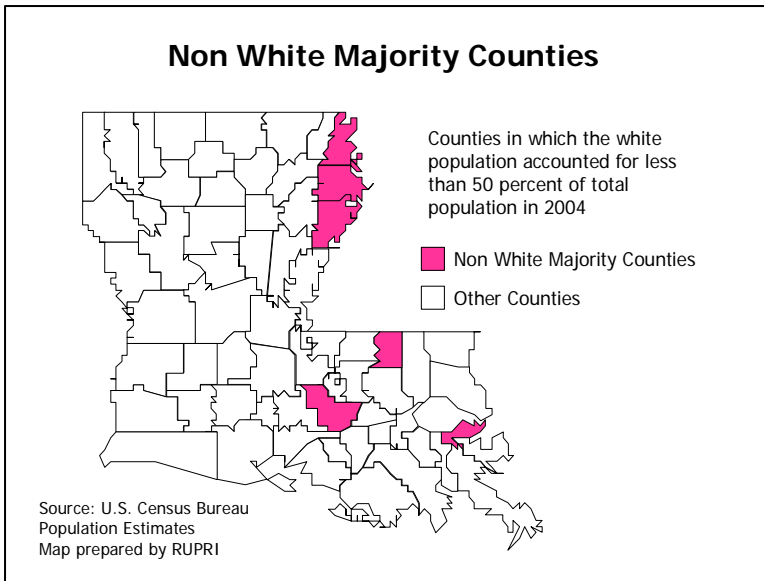 Non White Majority Counties
Counties in which the white
population accounted for less
than 50 percent of total
population in 2004
Non White Majority Counties
Other Counties
Source: U.S. Census Bureau
Population Estimates
Map prepared by RUPRI